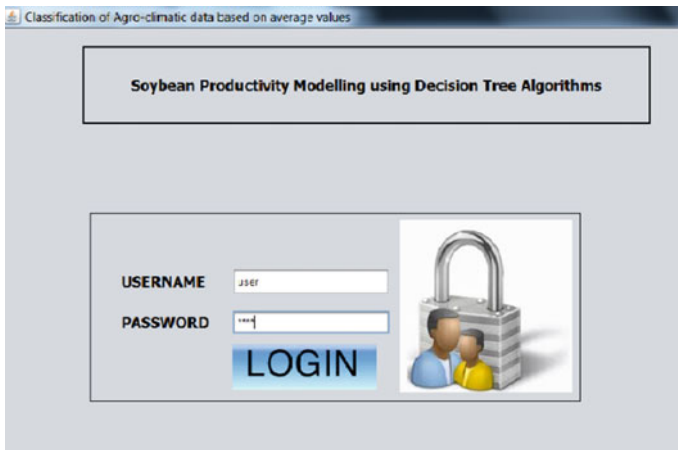 Classification of Agro-climatic data based on average values
Soybean Productivity Modelling using Decision Tree Algorithms
USERNAME
user
PASSWORD
****
LOGIN